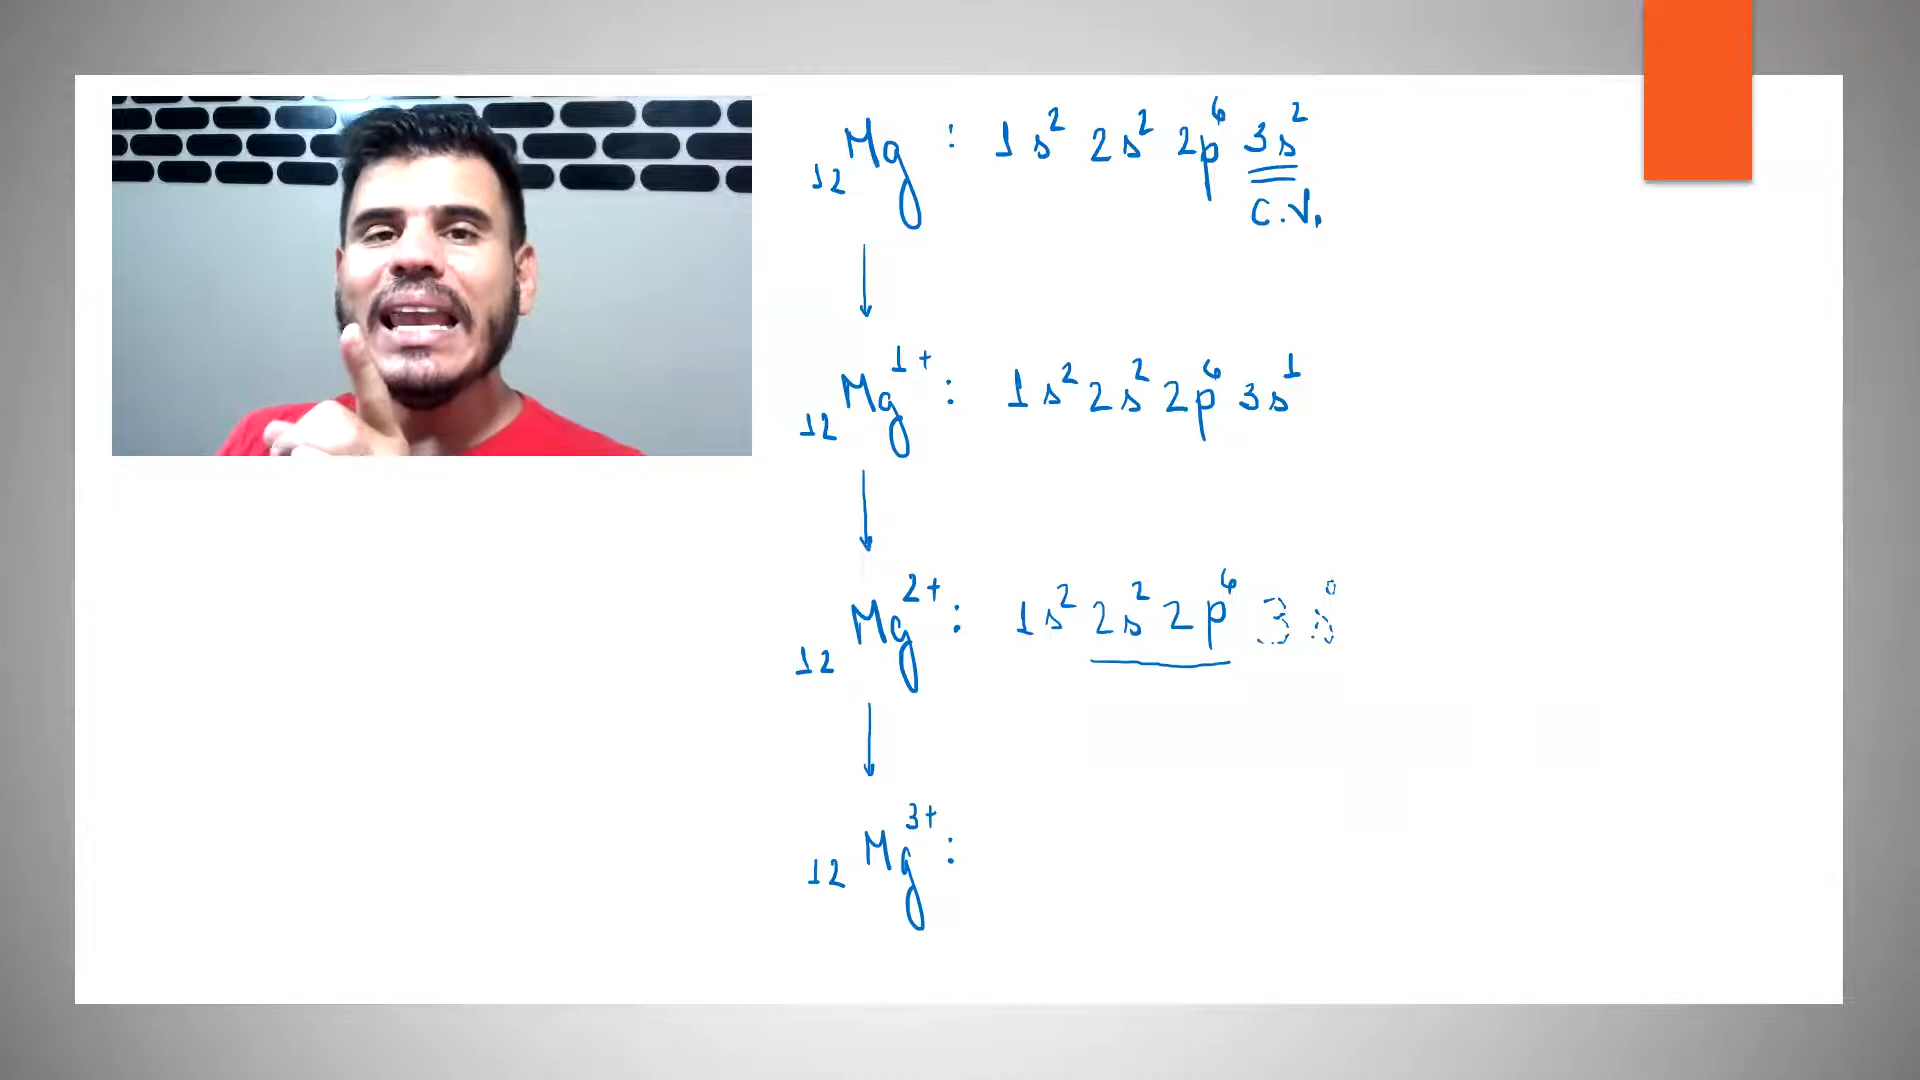 ₁₂Mg : 1s² 2s² 2p⁶ 3s²
C.V.
₁₂Mg¹⁺ : 1s² 2s² 2p⁶ 3s¹
₁₂Mg²⁺ : 1s² 2s² 2p⁶ 3s⁰
₁₂Mg³⁺ :